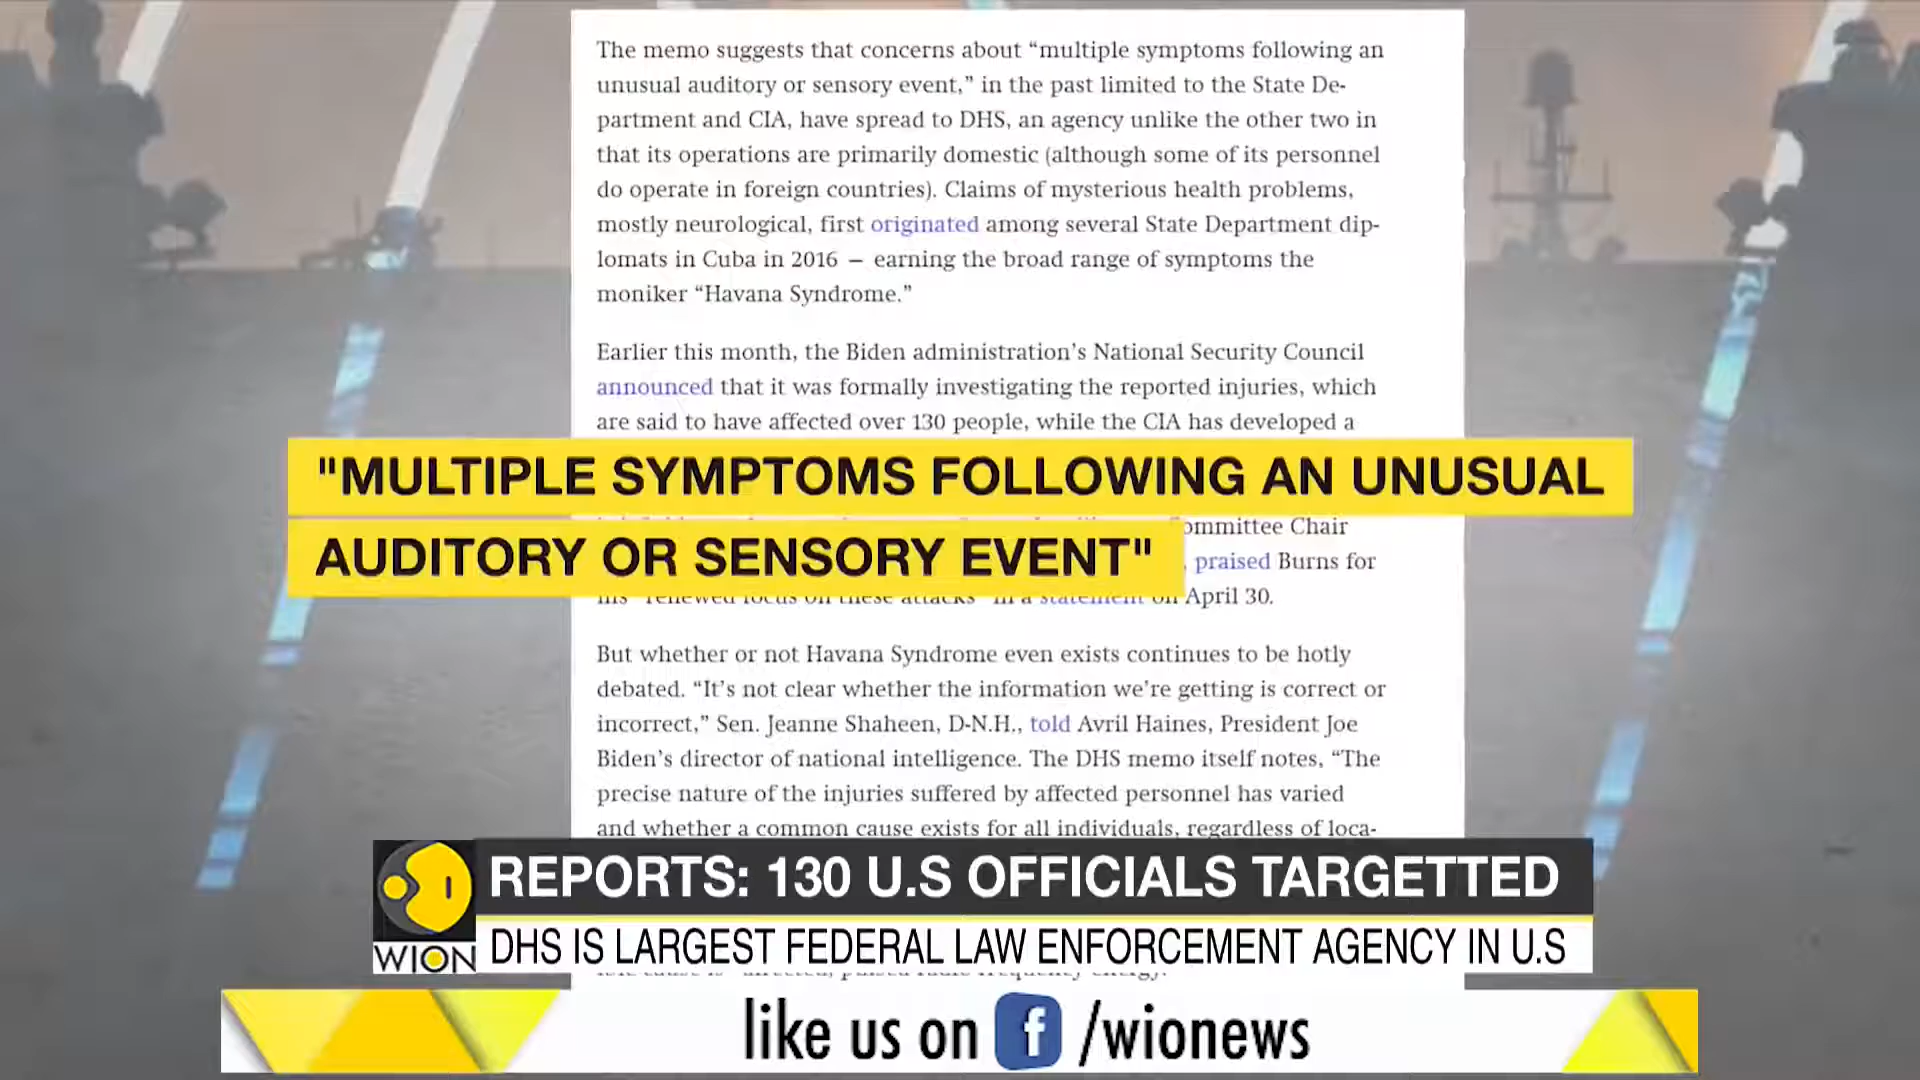 The memo suggests that concerns about “multiple symptoms following an
unusual auditory or sensory event,” in the past limited to the State De-
partment and CIA, have spread to DHS, an agency unlike the other two in
that its operations are primarily domestic (although some of its personnel
do operate in foreign countries). Claims of mysterious health problems,
mostly neurological, first originated among several State Department dip-
lomats in Cuba in 2016 – earning the broad range of symptoms the
moniker “Havana Syndrome.”
Earlier this month, the Biden administration’s National Security Council
announced that it was formally investigating the reported injuries, which
are said to have affected over 130 people, while the CIA has developed a
"MULTIPLE SYMPTOMS FOLLOWING AN UNUSUAL
AUDITORY OR SENSORY EVENT"
Committee Chair
, praised Burns for
his “renewed focus on these attacks” in a statement on April 30.
But whether or not Havana Syndrome even exists continues to be hotly
debated. “It’s not clear whether the information we’re getting is correct or
incorrect,” Sen. Jeanne Shaheen, D-N.H., told Avril Haines, President Joe
Biden’s director of national intelligence. The DHS memo itself notes, “The
precise nature of the injuries suffered by affected personnel has varied
and whether a common cause exists for all individuals, regardless of loca-
REPORTS: 130 U.S OFFICIALS TARGETTED
WION
DHS IS LARGEST FEDERAL LAW ENFORCEMENT AGENCY IN U.S
like us on f /wionews